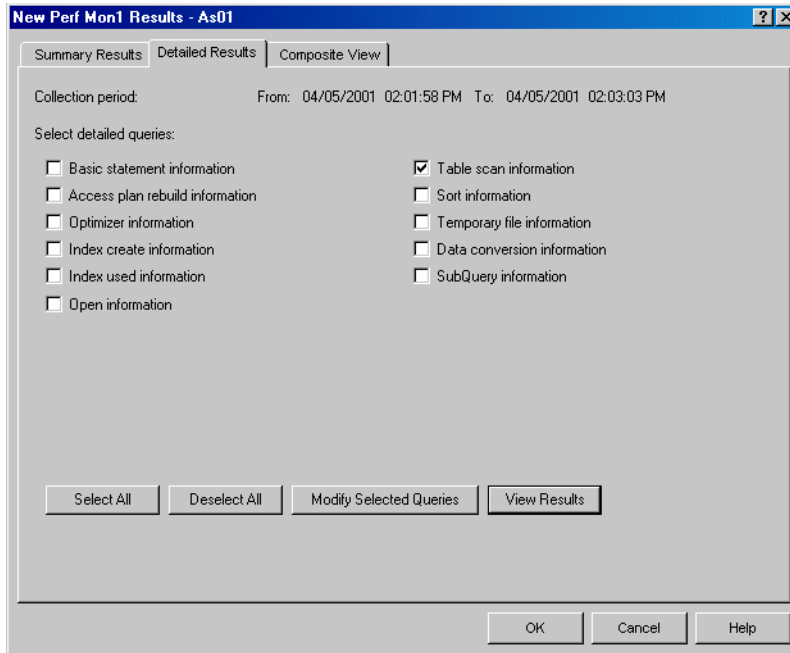 New Perf Mon1 Results - As01
Summary Results Detailed Results Composite View
Collection period: From: 04/05/2001 02:01:58 PM To: 04/05/2001 02:03:03 PM
Select detailed queries:
Basic statement information Table scan information
Access plan rebuild information Sort information
Optimizer information Temporary file information
Index create information Data conversion information
Index used information SubQuery information
Open information
Select All Deselect All Modify Selected Queries View Results
OK Cancel Help